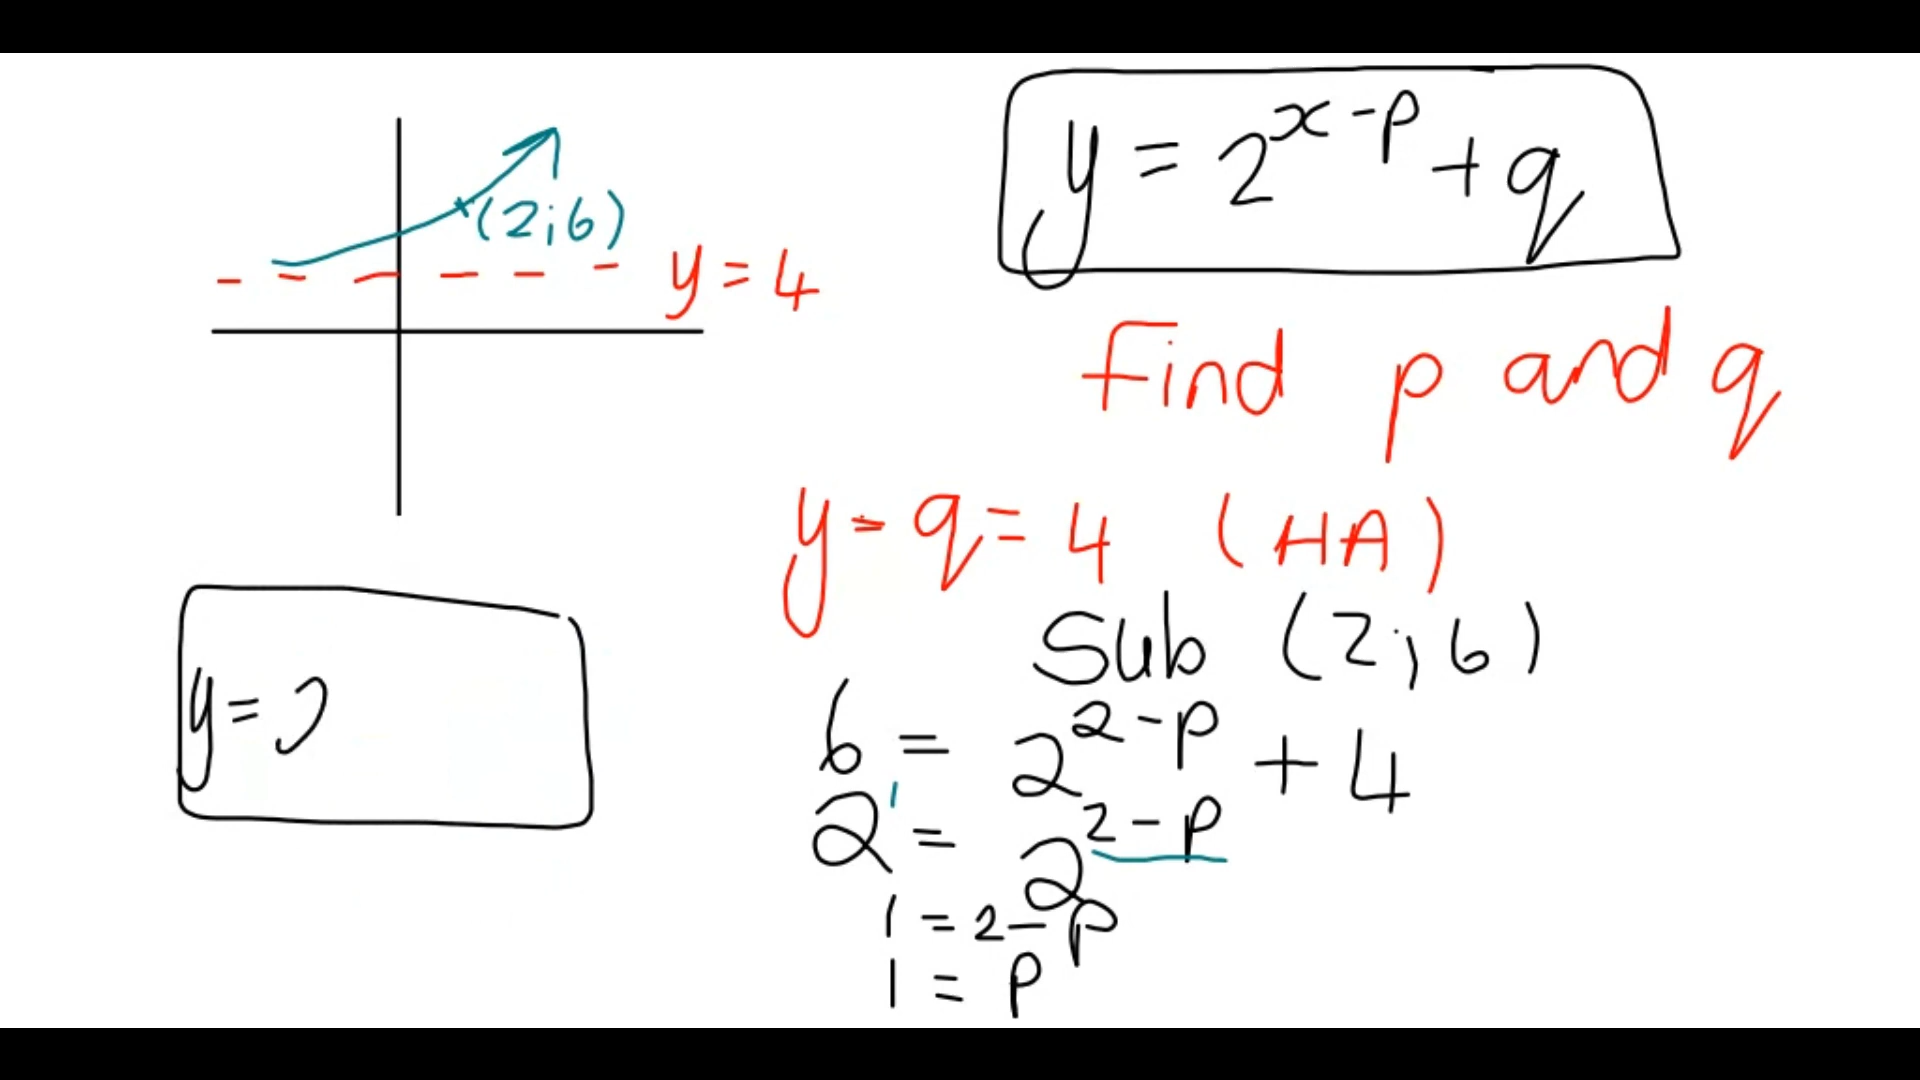 y = 2^{x-p} + q
(2;6)
y = 4
Find p and q
y = q = 4 (HA)
Sub (2;6)
6 = 2^{2-p} + 4
2^1 = 2^{2-p}
1 = 2-p
1 = p
y =